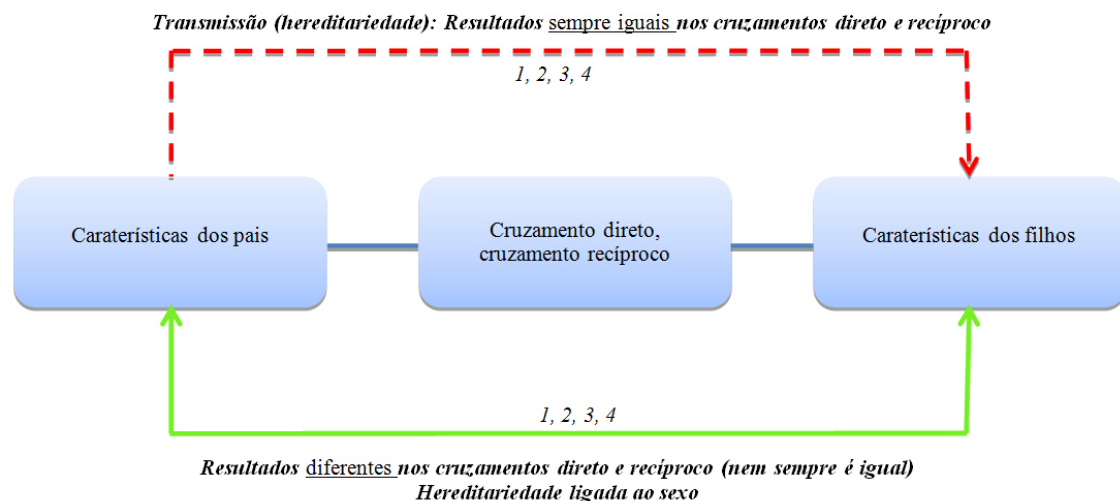 Transmissão (hereditariedade): Resultados sempre iguais nos cruzamentos direto e recíproco
1, 2, 3, 4
Caraterísticas dos pais
Cruzamento direto,
cruzamento recíproco
Caraterísticas dos filhos
1, 2, 3, 4
Resultados diferentes nos cruzamentos direto e recíproco (nem sempre é igual)
Hereditariedade ligada ao sexo